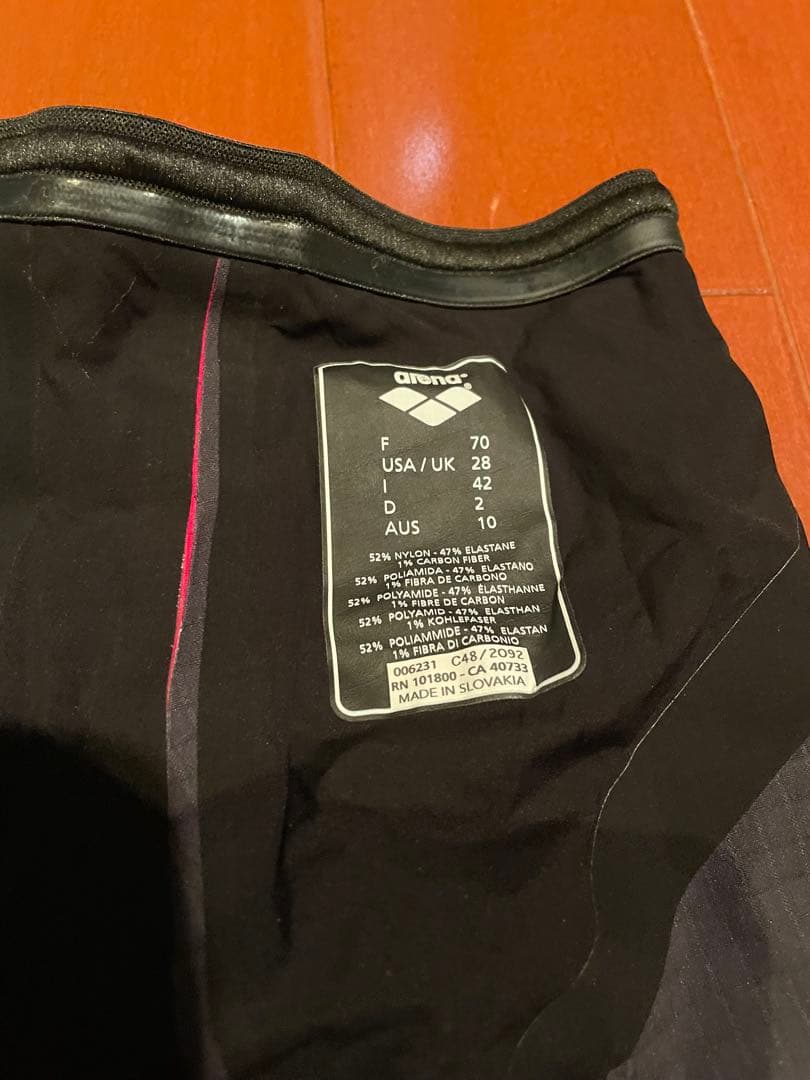 arena®
F 70
USA / UK 28
I 42
D 2
AUS 10
52% NYLON - 47% ELASTANE
1% CARBON FIBER
52% POLIAMIDA - 47% ELASTANO
1% FIBRA DE CARBONO
52% POLYAMIDE - 47% ÉLASTHANNE
1% FIBRE DE CARBON
52% POLYAMID - 47% ELASTHAN
1% KOHLEFASER
52% POLIAMMIDE - 47% ELASTAN
1% FIBRA DI CARBONIO
006231 C48/2092
RN 101800 - CA 40733
MADE IN SLOVAKIA